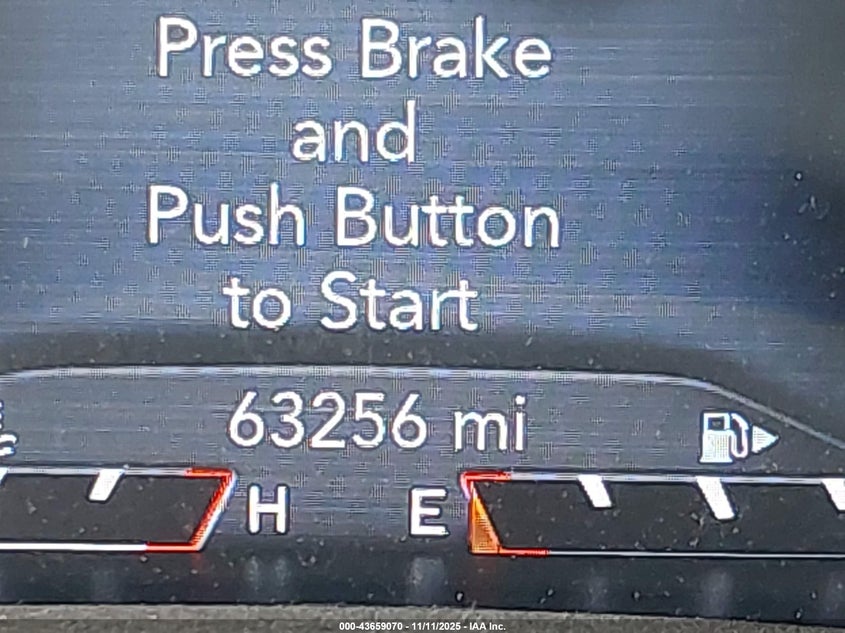 Press Brake
and
Push Button
to Start
63256 mi
H E
000-43659070 - 11/11/2025 - IAA Inc.